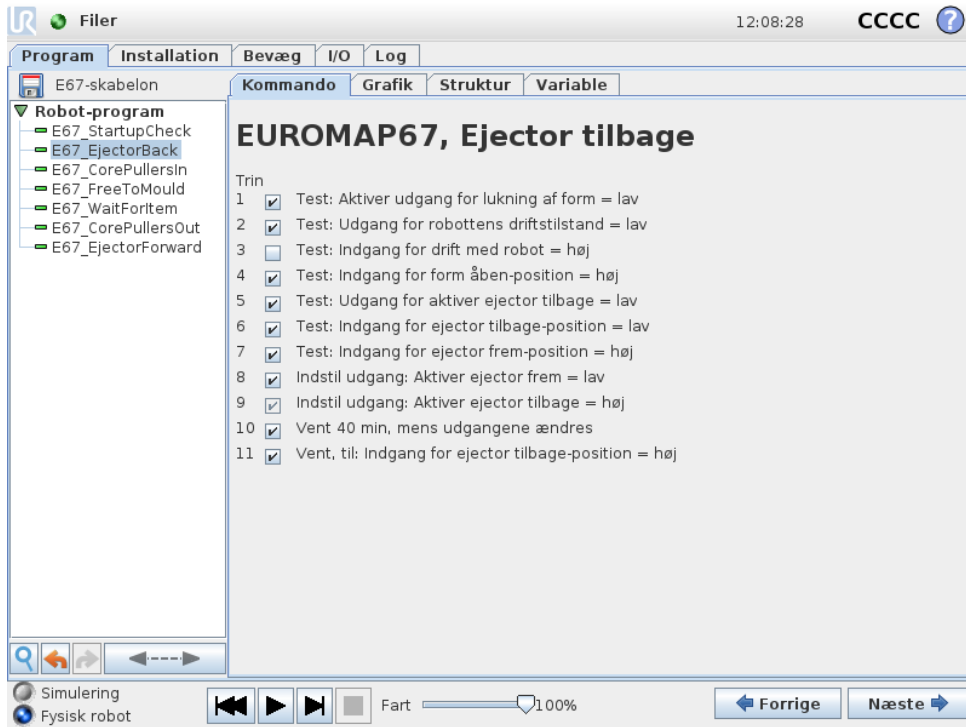 UR Filer 12:08:28 CCCC ?
Program Installation Bevæg I/O Log
E67-skabelon
Kommando Grafik Struktur Variable
Robot-program
E67_StartupCheck
E67_EjectorBack
E67_CorePullersIn
E67_FreeToMould
E67_WaitForItem
E67_CorePullersOut
E67_EjectorForward
EUROMAP67, Ejector tilbage
Trin
1 Test: Aktiver udgang for lukning af form = lav
2 Test: Udgang for robottens driftstilstand = lav
3 Test: Indgang for drift med robot = høj
4 Test: Indgang for form åben-position = høj
5 Test: Udgang for aktiver ejector tilbage = lav
6 Test: Indgang for ejector tilbage-position = lav
7 Test: Indgang for ejector frem-position = høj
8 Indstil udgang: Aktiver ejector frem = lav
9 Indstil udgang: Aktiver ejector tilbage = høj
10 Vent 40 min, mens udgangene ændres
11 Vent, til: Indgang for ejector tilbage-position = høj
Simulering
Fysisk robot
Fart 100%
Forrige
Næste